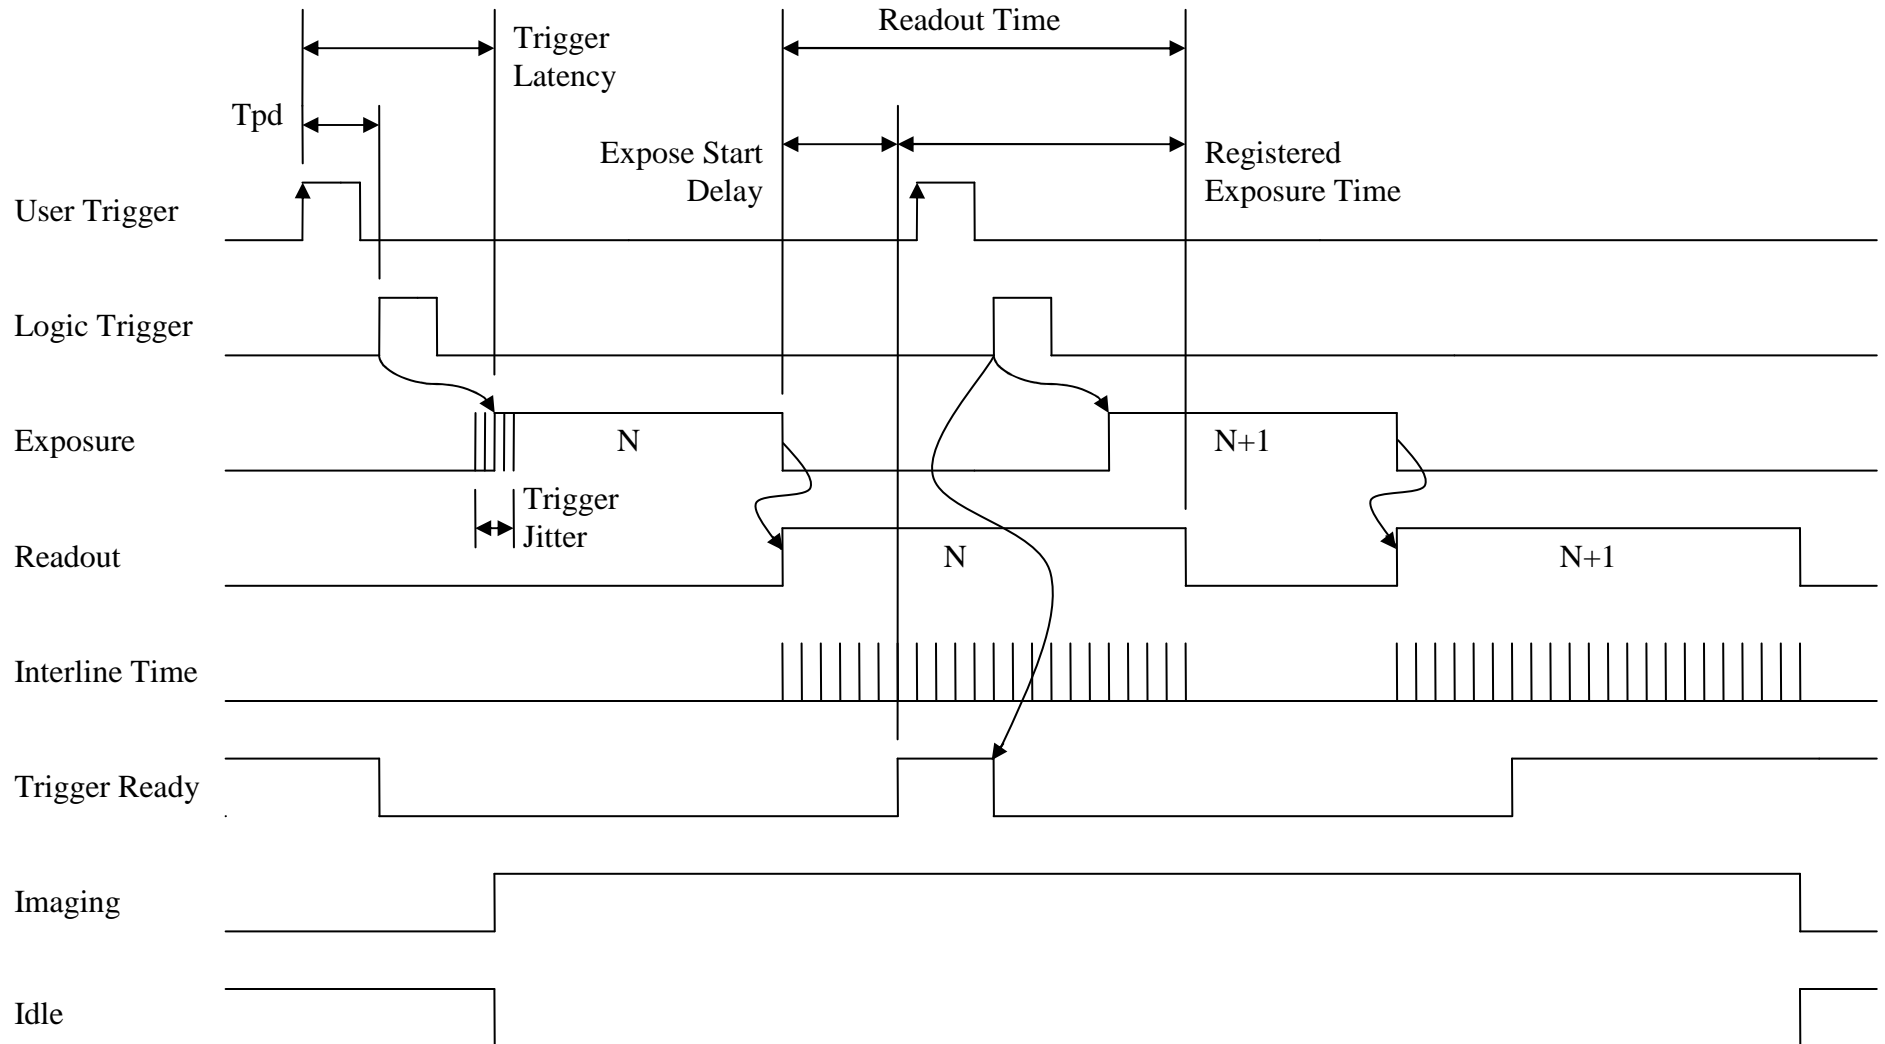 Readout Time
Trigger
Latency
Tpd
Expose Start
Delay
Registered
Exposure Time
User Trigger
Logic Trigger
Exposure
N
N+1
Trigger
Jitter
Readout
N
N+1
Interline Time
Trigger Ready
Imaging
Idle